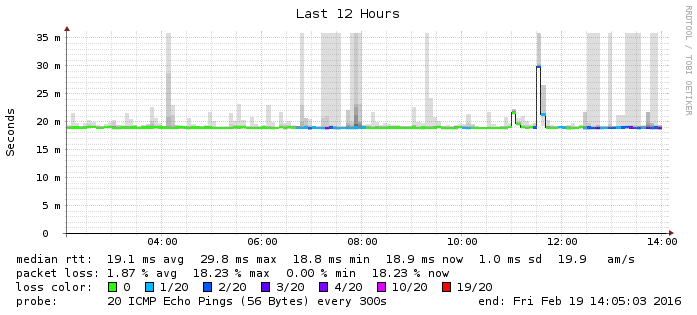 Last 12 Hours
RRDTOOL / TOBI OETIKER
Seconds
35 m
30 m
25 m
20 m
15 m
10 m
5 m
0
04:00 06:00 08:00 10:00 12:00 14:00
median rtt: 19.1 ms avg 29.8 ms max 18.8 ms min 18.9 ms now 1.0 ms sd 19.9 am/s
packet loss: 1.87 % avg 18.23 % max 0.00 % min 18.23 % now
loss color: 0 1/20 2/20 3/20 4/20 10/20 19/20
probe: 20 ICMP Echo Pings (56 Bytes) every 300s end: Fri Feb 19 14:05:03 2016